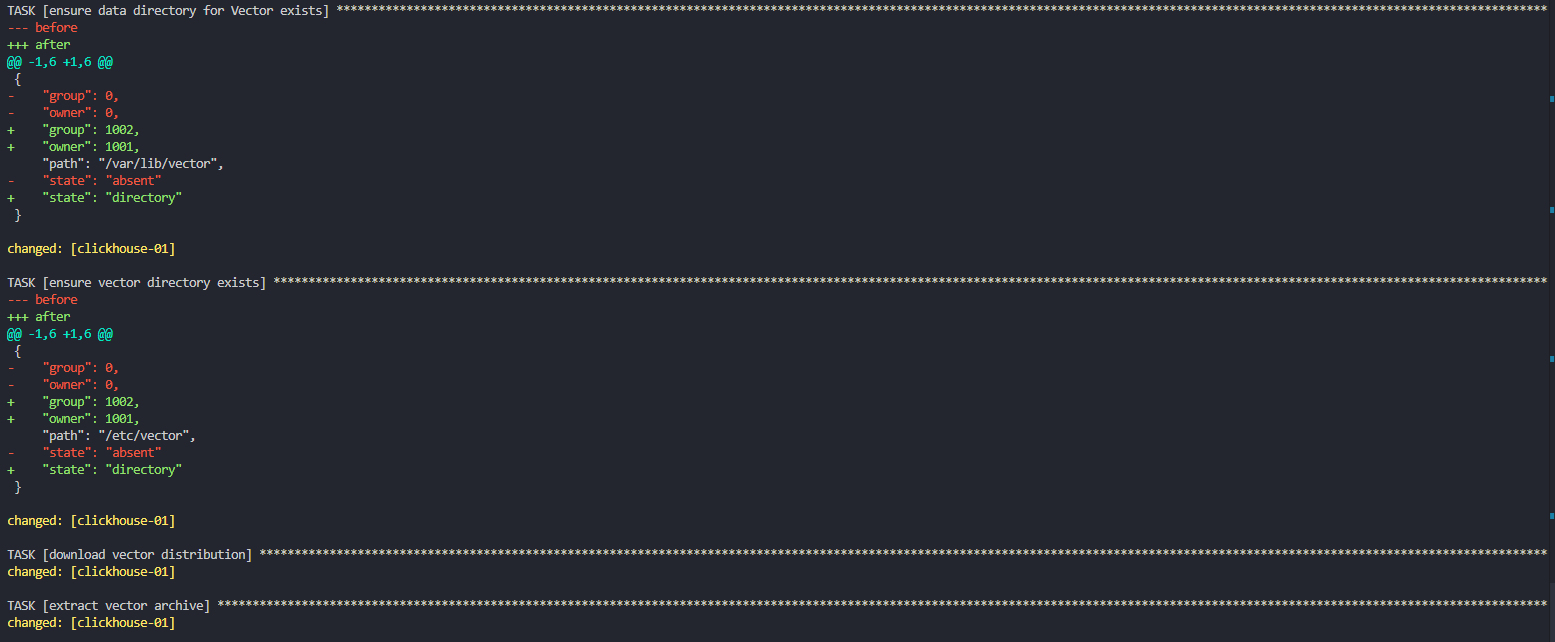 TASK [ensure data directory for Vector exists] ****************************************************************************************************************************************************************************
--- before
+++ after
@@ -1,6 +1,6 @@
 {
-    "group": 0,
-    "owner": 0,
+    "group": 1002,
+    "owner": 1001,
     "path": "/var/lib/vector",
-    "state": "absent"
+    "state": "directory"
 }
changed: [clickhouse-01]
TASK [ensure vector directory exists] *************************************************************************************************************************************************************************************
--- before
+++ after
@@ -1,6 +1,6 @@
 {
-    "group": 0,
-    "owner": 0,
+    "group": 1002,
+    "owner": 1001,
     "path": "/etc/vector",
-    "state": "absent"
+    "state": "directory"
 }
changed: [clickhouse-01]
TASK [download vector distribution] ***************************************************************************************************************************************************************************************
changed: [clickhouse-01]
TASK [extract vector archive] *********************************************************************************************************************************************************************************************
changed: [clickhouse-01]